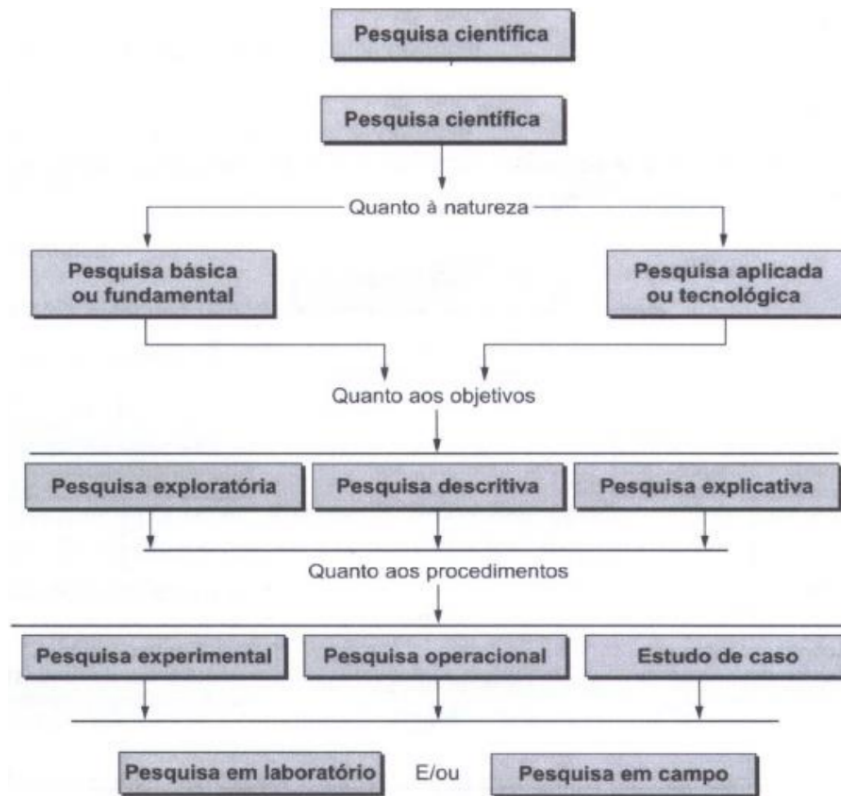 Pesquisa científica
Pesquisa científica
Quanto à natureza
Pesquisa básica
ou fundamental
Pesquisa aplicada
ou tecnológica
Quanto aos objetivos
Pesquisa exploratória
Pesquisa descritiva
Pesquisa explicativa
Quanto aos procedimentos
Pesquisa experimental
Pesquisa operacional
Estudo de caso
Pesquisa em laboratório
E/ou
Pesquisa em campo